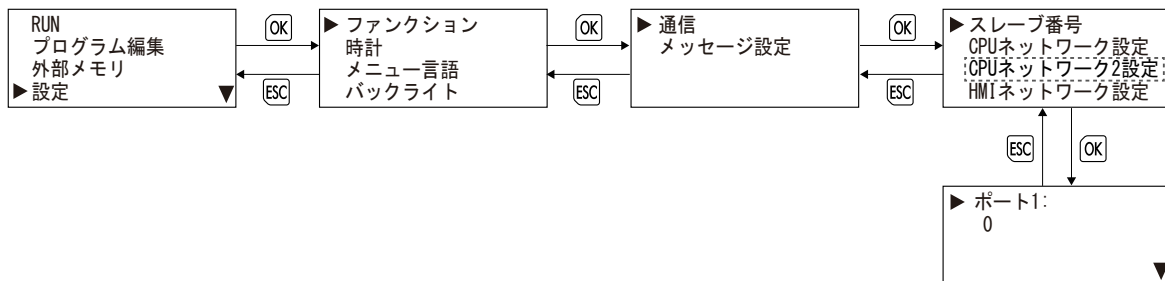 RUN
プログラム編集
外部メモリ
▶設定 ▼
OK
ESC
▶ ファンクション
時計
メニュー言語
バックライト
OK
ESC
▶ 通信
メッセージ設定
OK
ESC
▶スレーブ番号
CPUネットワーク設定
CPUネットワーク2設定
HMIネットワーク設定
ESC
OK
▶ ポート1:
0
▼